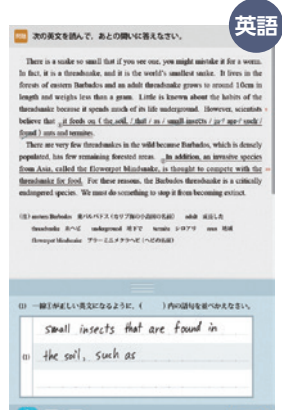 英語
次の英文を読んで、あとの問いに答えなさい。
There is a snake so small that if you see one, you might mistake it for a worm.
In fact, it is a threadsnake, and it is the world's smallest snake. It lives in the
forests of eastern Barbados and an adult threadsnake grows to around 10cm in
length and weighs less than a gram. Little is known about the habits of the
threadsnake because it spends much of its life underground. However, scientists
believe that it feeds on ( the soil, / that / in / small insects / as / are / such /
found ) ants and termites.
There are very few threadsnakes in the wild because Barbados, which is densely
populated, has few remaining forested areas. In addition, an invasive species
from Asia, called the flowerpot blindsnake, is thought to compete with the
threadsnake for food. For these reasons, the Barbados threadsnake is a critically
endangered species. We must do something to stop it from becoming extinct.
(注) eastern Barbados 東バルバドス(カリブ海の小島国の名前) adult 成長した
threadsnake 糸ヘビ underground 地下で termite シロアリ area 地域
flowerpot blindsnake ブラーミニメクラヘビ(ヘビの名前)
(1) 線①が正しい英文になるように、( )内の語句を並べかえなさい。
small insects that are found in
(1) the soil, such as